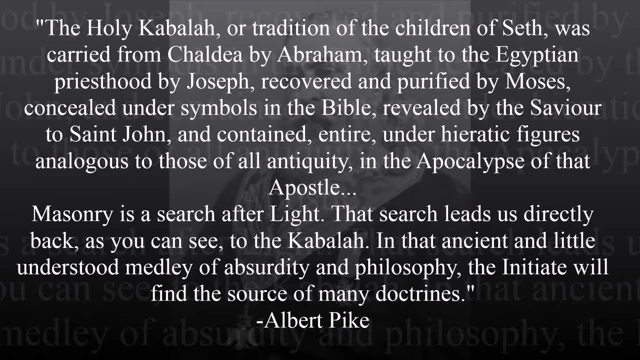 "The Holy Kabalah, or tradition of the children of Seth, was
carried from Chaldea by Abraham, taught to the Egyptian
priesthood by Joseph, recovered and purified by Moses,
concealed under symbols in the Bible, revealed by the Saviour
to Saint John, and contained, entire, under hieratic figures
analogous to those of all antiquity, in the Apocalypse of that
Apostle...
Masonry is a search after Light. That search leads us directly
back, as you can see, to the Kabalah. In that ancient and little
understood medley of absurdity and philosophy, the Initiate will
find the source of many doctrines."
-Albert Pike